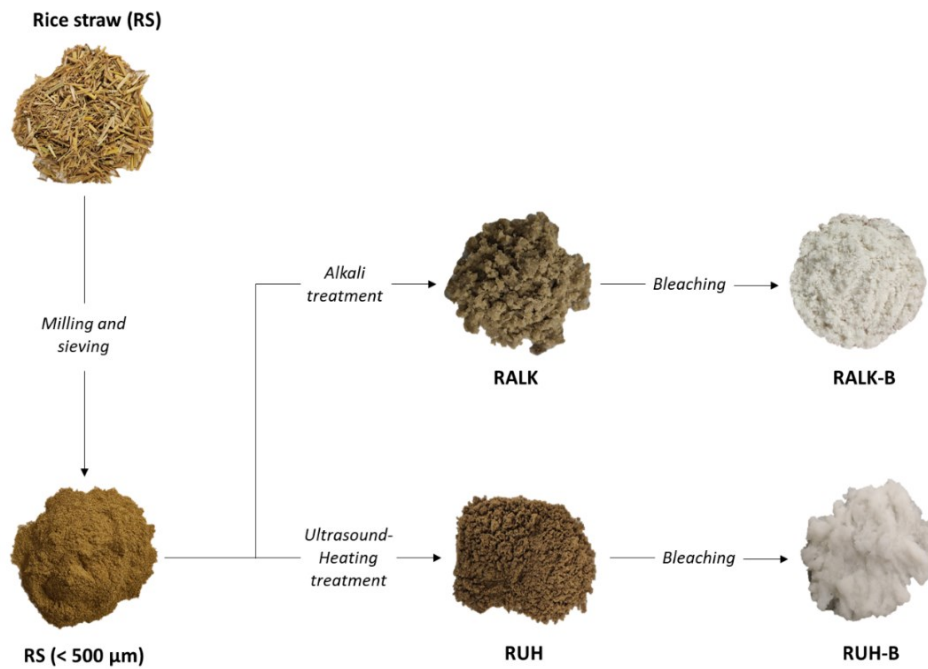 Rice straw (RS)
Milling and
sieving
RS (< 500 µm)
Alkali
treatment
RALK
Bleaching
RALK-B
Ultrasound-
Heating
treatment
RUH
Bleaching
RUH-B